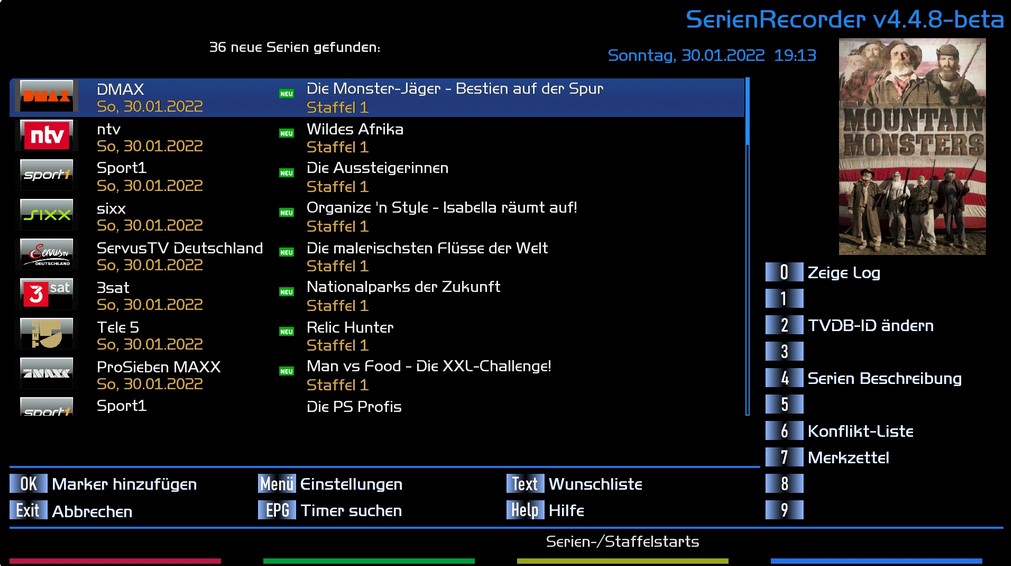 SerienRecorder v4.4.8-beta
36 neue Serien gefunden:
Sonntag, 30.01.2022 19:13
DMAX DMAX NEU Die Monster-Jäger - Bestien auf der Spur
So, 30.01.2022 Staffel 1
ntv ntv NEU Wildes Afrika
So, 30.01.2022 Staffel 1
sport1 Sport1 NEU Die Aussteigerinnen
So, 30.01.2022 Staffel 1
sixx sixx NEU Organize 'n Style - Isabella räumt auf!
So, 30.01.2022 Staffel 1
ServusTV DEUTSCHLAND ServusTV Deutschland NEU Die malerischsten Flüsse der Welt
So, 30.01.2022 Staffel 1
3sat 3sat NEU Nationalparks der Zukunft
So, 30.01.2022 Staffel 1
Tele 5 NEU Relic Hunter
So, 30.01.2022 Staffel 1
ProSieben MAXX NEU Man vs Food - Die XXL-Challenge!
So, 30.01.2022 Staffel 1
sport1 Sport1 Die PS Profis
MOUNTAIN
MONSTERS
0 Zeige Log
1
2 TVDB-ID ändern
3
4 Serien Beschreibung
5
6 Konflikt-Liste
7 Merkzettel
8
9
OK Marker hinzufügen Menü Einstellungen Text Wunschliste
Exit Abbrechen EPG Timer suchen Help Hilfe
Serien-/Staffelstarts